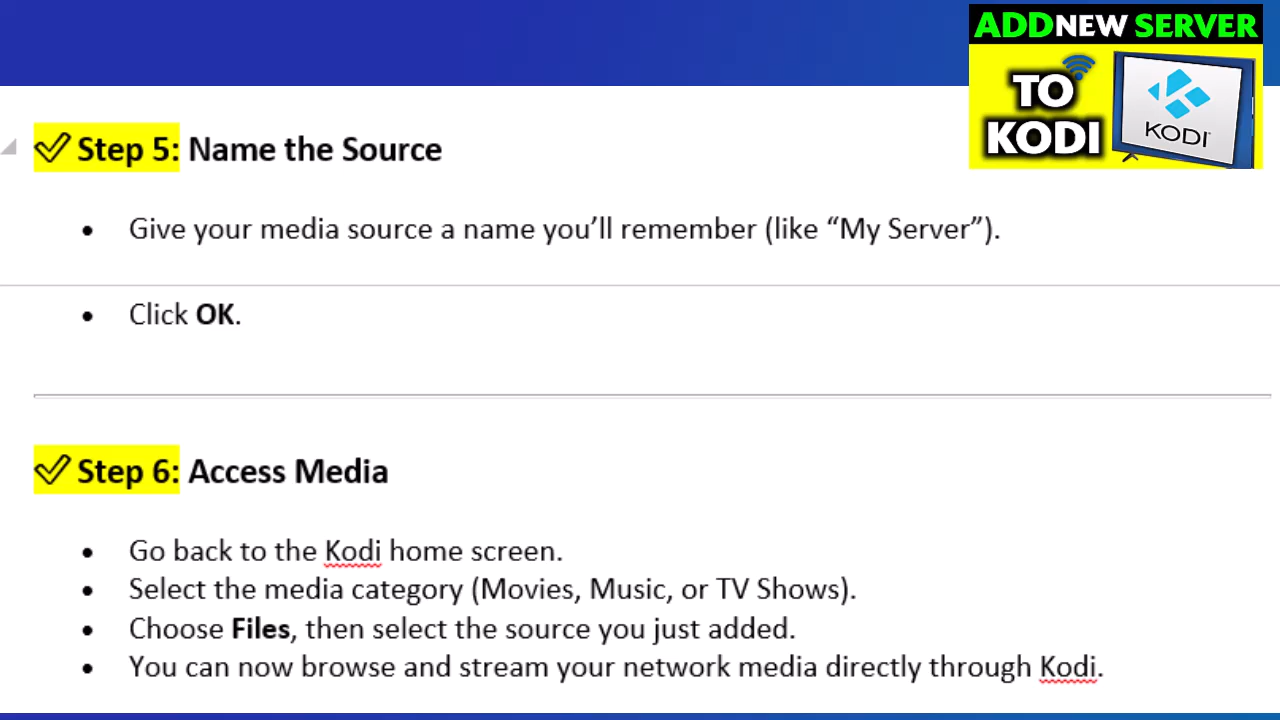 ADD NEW SERVER
TO
KODI
KODI
✓ Step 5: Name the Source
• Give your media source a name you’ll remember (like “My Server”).
• Click OK.
✓ Step 6: Access Media
• Go back to the Kodi home screen.
• Select the media category (Movies, Music, or TV Shows).
• Choose Files, then select the source you just added.
• You can now browse and stream your network media directly through Kodi.